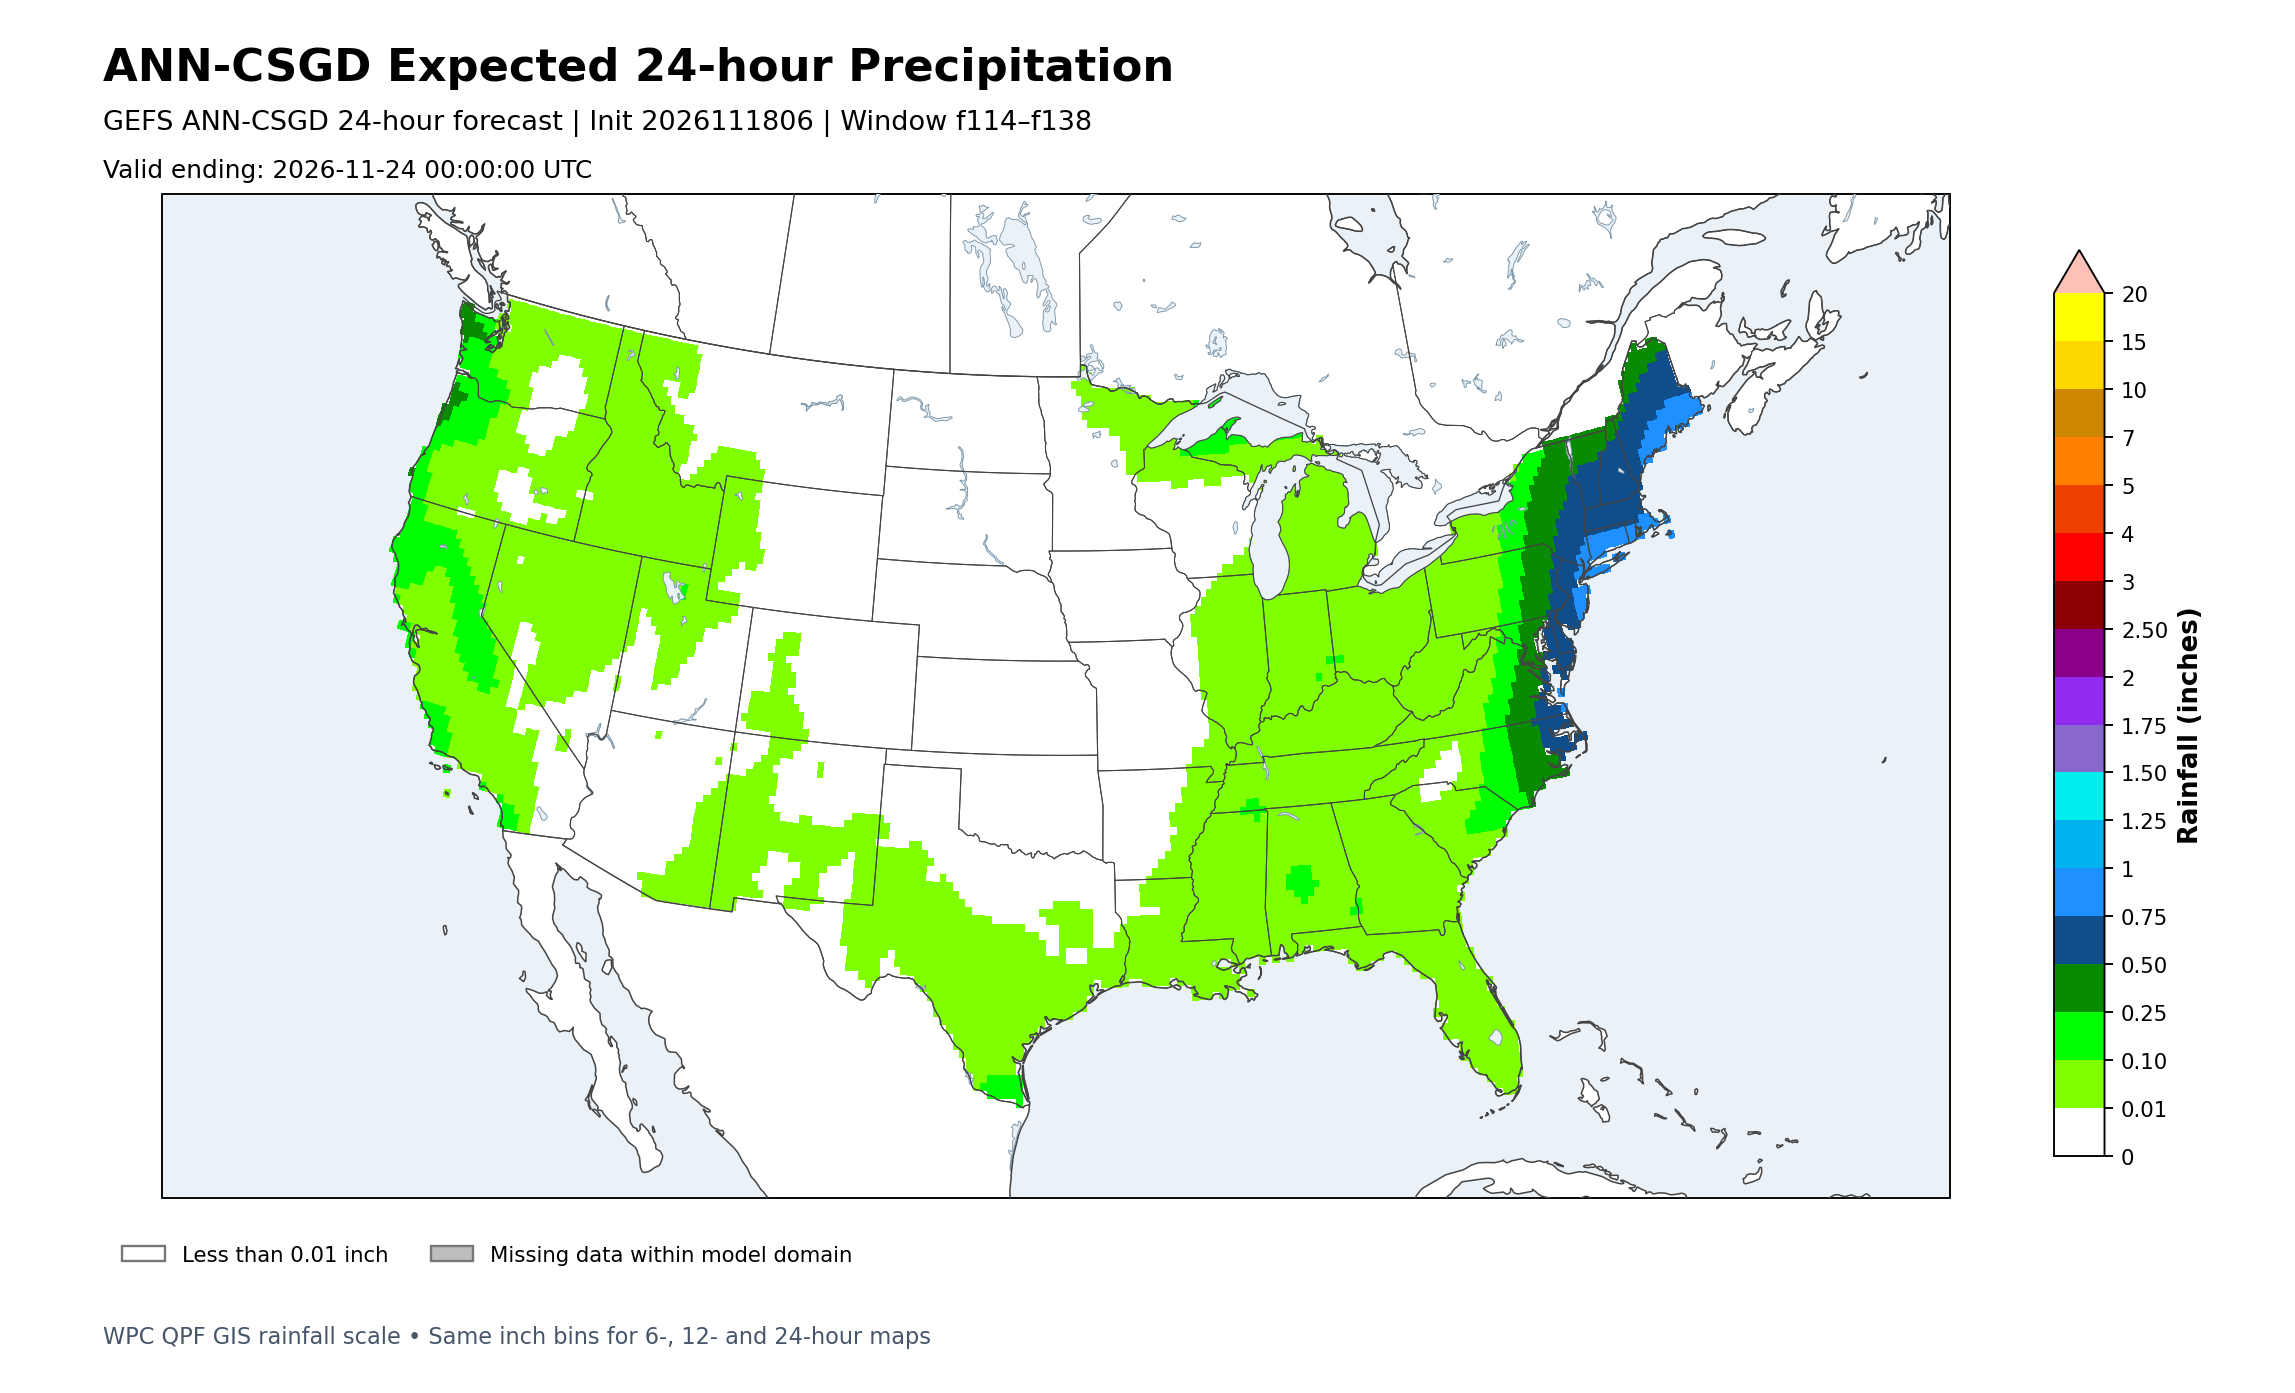 ANN-CSGD Expected 24-hour Precipitation
GEFS ANN-CSGD 24-hour forecast | Init 2026111806 | Window f114–f138
Valid ending: 2026-11-24 00:00:00 UTC
20
15
10
7
5
4
3
2.50
2
1.75
1.50
1.25
1
0.75
0.50
0.25
0.10
0.01
0
Rainfall (inches)
Less than 0.01 inch
Missing data within model domain
WPC QPF GIS rainfall scale • Same inch bins for 6-, 12- and 24-hour maps